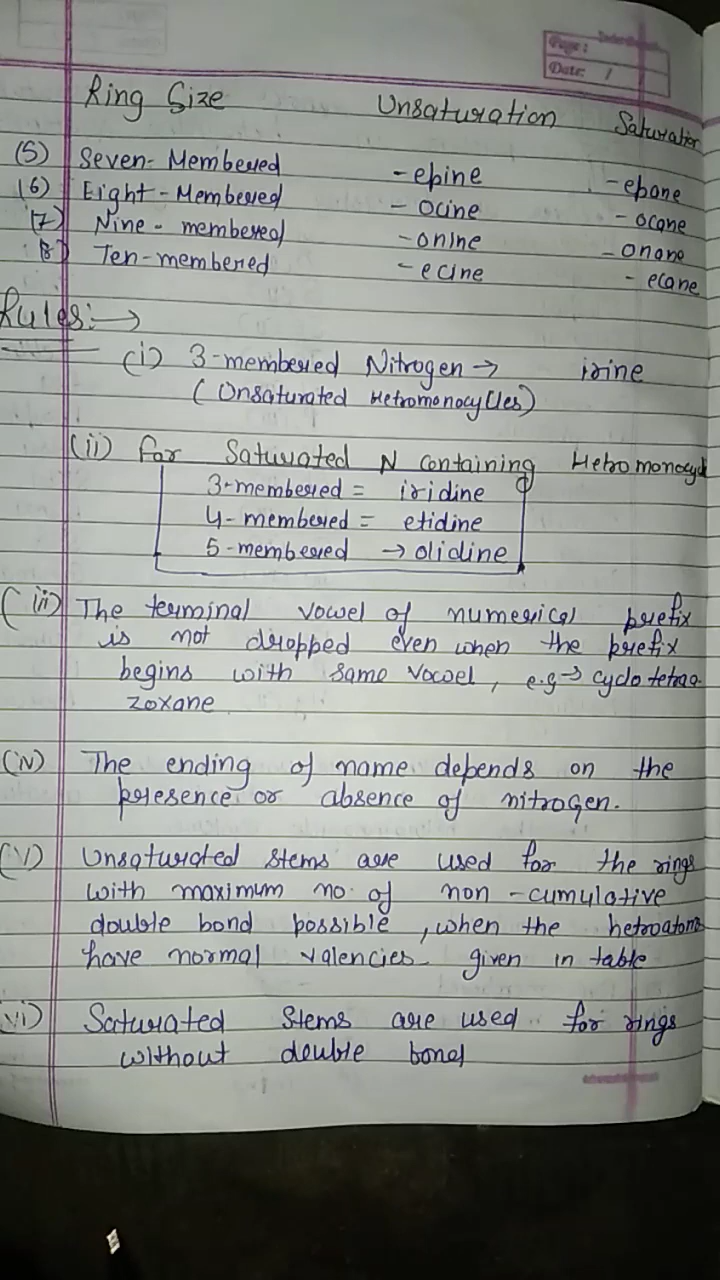 Page :
Date: /
Ring Size Unsaturation Saturation
(5) Seven-Membered -epine -epane
(6) Eight-Membered -ocine -ocane
(7) Nine-membered -onine -onane
(8) Ten-membered -ecine -ecane
Rules:→
(i) 3-membered Nitrogen → irine
(Unsaturated Hetromonocycles)
(ii) For Saturated N containing Hetromonocycl
3-membered = iridine
4-membered = etidine
5-membered → olidine
(iii) The terminal vowel of numerical prefix
is not dropped even when the prefix
begins with same vowel, e.g→ cyclotetraa-
zoxane
(iv) The ending of name depends on the
presence or absence of nitrogen.
(v) Unsaturated stems are used for the rings
with maximum no. of non-cumulative
double bond possible, when the hetroatoms
have normal valencies given in table
(vi) Saturated stems are used for rings
without double bond